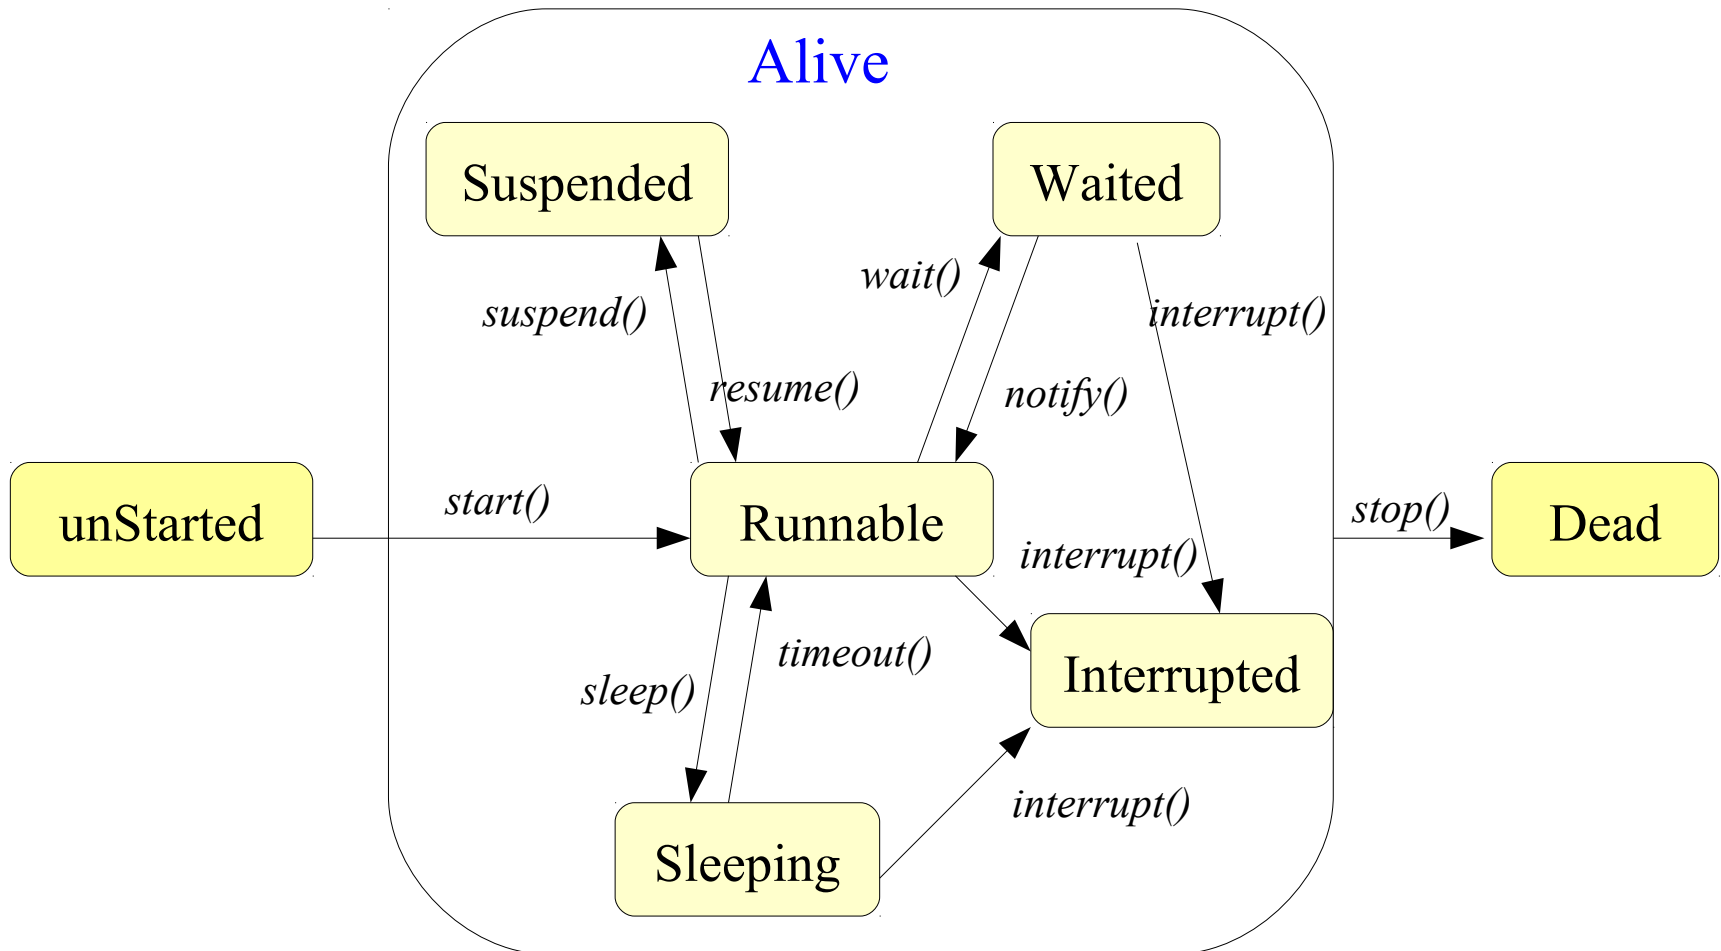 Alive
Suspended
Waited
wait()
suspend()
interrupt()
resume()
notify()
unStarted
start()
Runnable
stop()
Dead
interrupt()
timeout()
sleep()
Interrupted
interrupt()
Sleeping